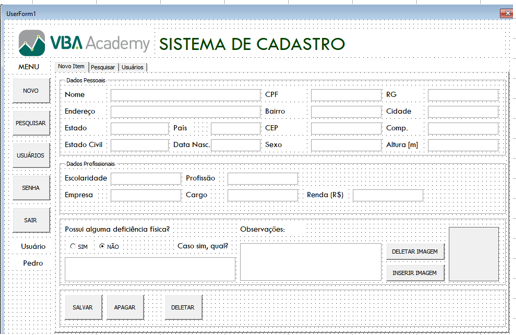 UserForm1
VBA Academy SISTEMA DE CADASTRO
MENU
Novo Item Pesquisar Usuários
NOVO
PESQUISAR
USUÁRIOS
SENHA
SAIR
Usuário
Pedro
Dados Pessoais
Nome CPF RG
Endereço Bairro Cidade
Estado País CEP Comp.
Estado Civil Data Nasc. Sexo Altura [m]
Dados Profissionais
Escolaridade Profissão
Empresa Cargo Renda (R$)
Possui alguma deficiência física? Observações:
SIM NÃO Caso sim, qual?
DELETAR IMAGEM
INSERIR IMAGEM
SALVAR APAGAR DELETAR